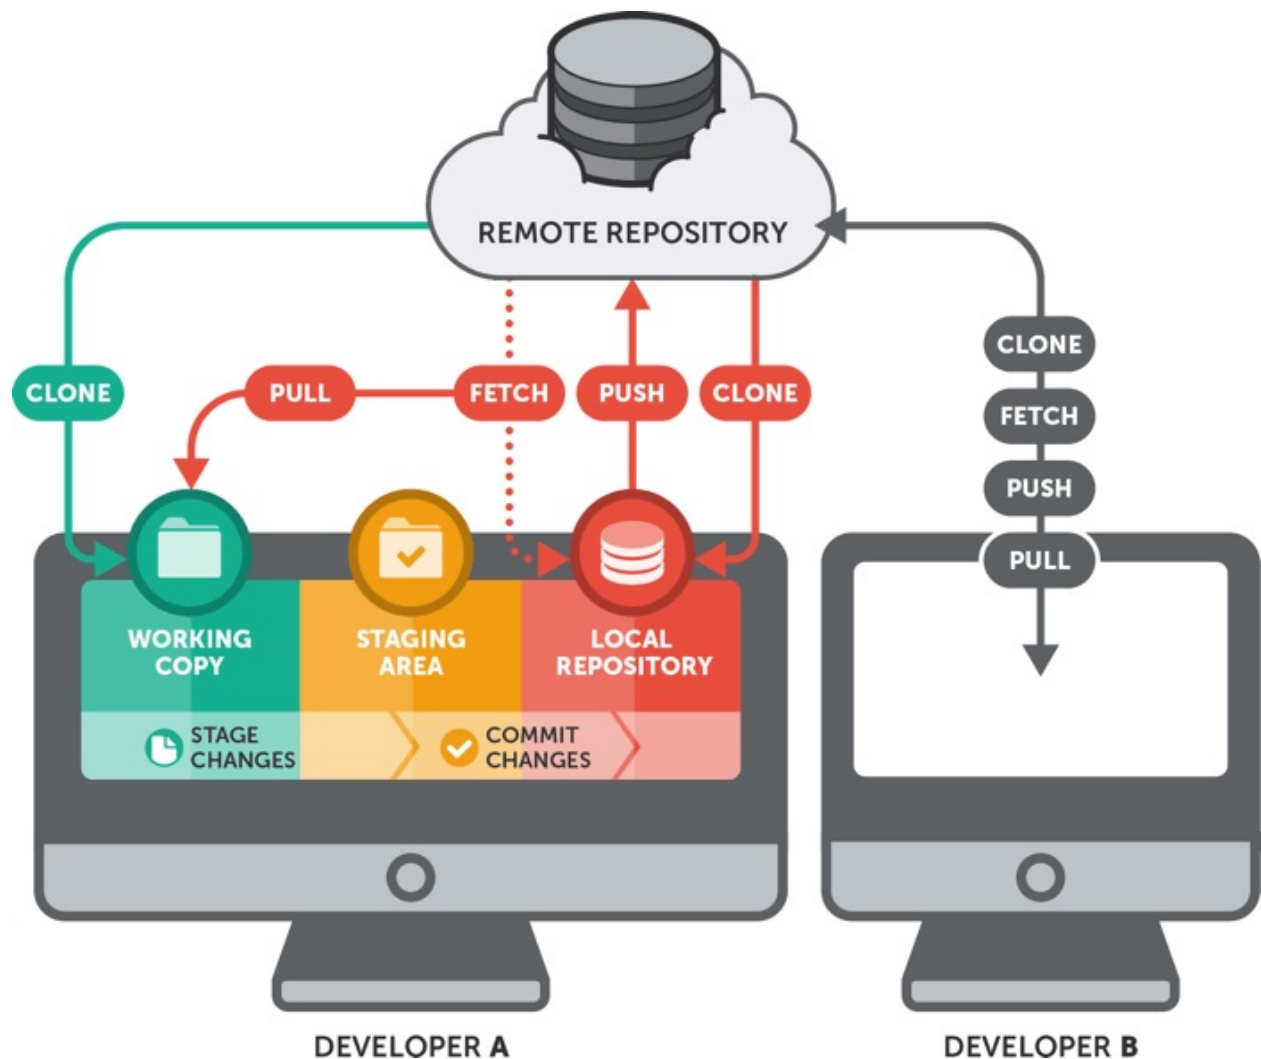 REMOTE REPOSITORY
CLONE
PULL
FETCH
PUSH
CLONE
CLONE
FETCH
PUSH
PULL
WORKING
COPY
STAGING
AREA
LOCAL
REPOSITORY
STAGE
CHANGES
COMMIT
CHANGES
DEVELOPER A
DEVELOPER B